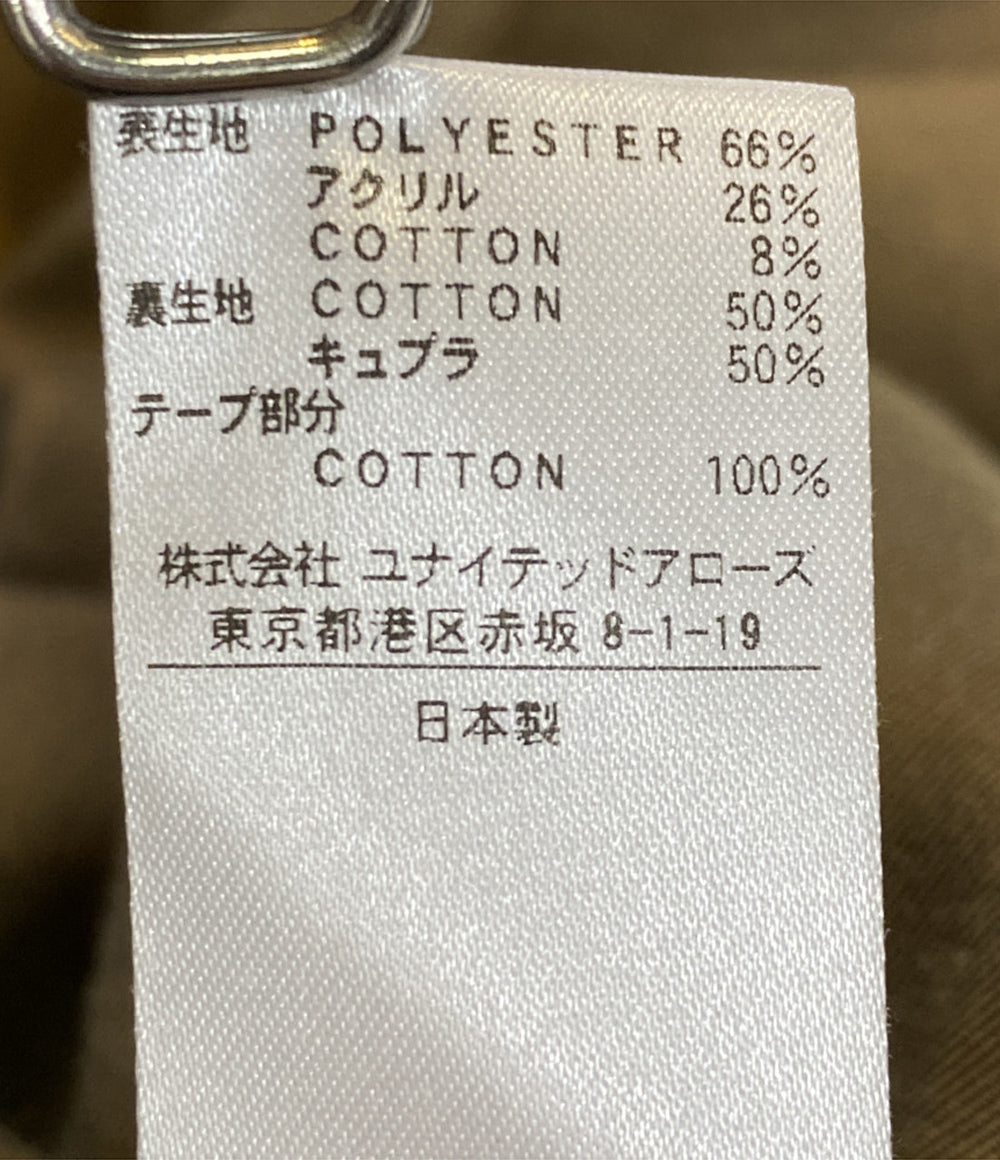 表生地 POLYESTER 66%
アクリル 26%
COTTON 8%
裏生地 COTTON 50%
キュプラ 50%
テープ部分
COTTON 100%
株式会社 ユナイテッドアローズ
東京都港区赤坂 8-1-19
日本製